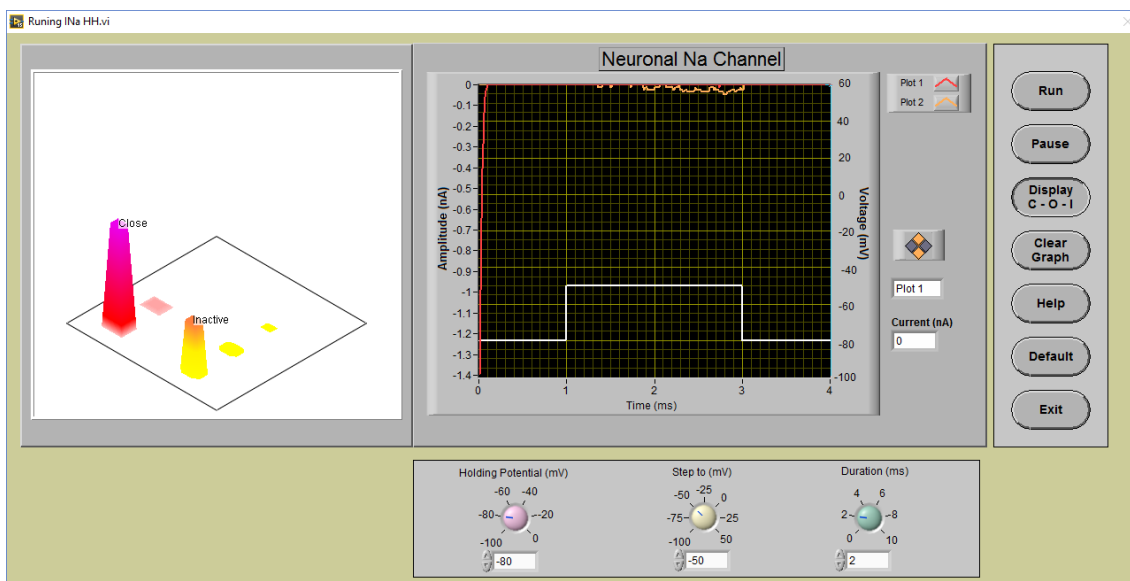 Runing INa HH.vi
Close
Inactive
Neuronal Na Channel
Amplitude (nA)
0
-0.1
-0.2
-0.3
-0.4
-0.5
-0.6
-0.7
-0.8
-0.9
-1
-1.1
-1.2
-1.3
-1.4
0
1
2
3
4
Time (ms)
60
40
20
0
-20
-40
-60
-80
-100
Voltage (mV)
Plot 1
Plot 2
Plot 1
Current (nA)
0
Run
Pause
Display
C - O - I
Clear
Graph
Help
Default
Exit
Holding Potential (mV)
-60 -40
-80 -20
-100 0
-80
Step to (mV)
-50 -25 0
-75 -25
-100 50
-50
Duration (ms)
4 6
2 8
0 10
2